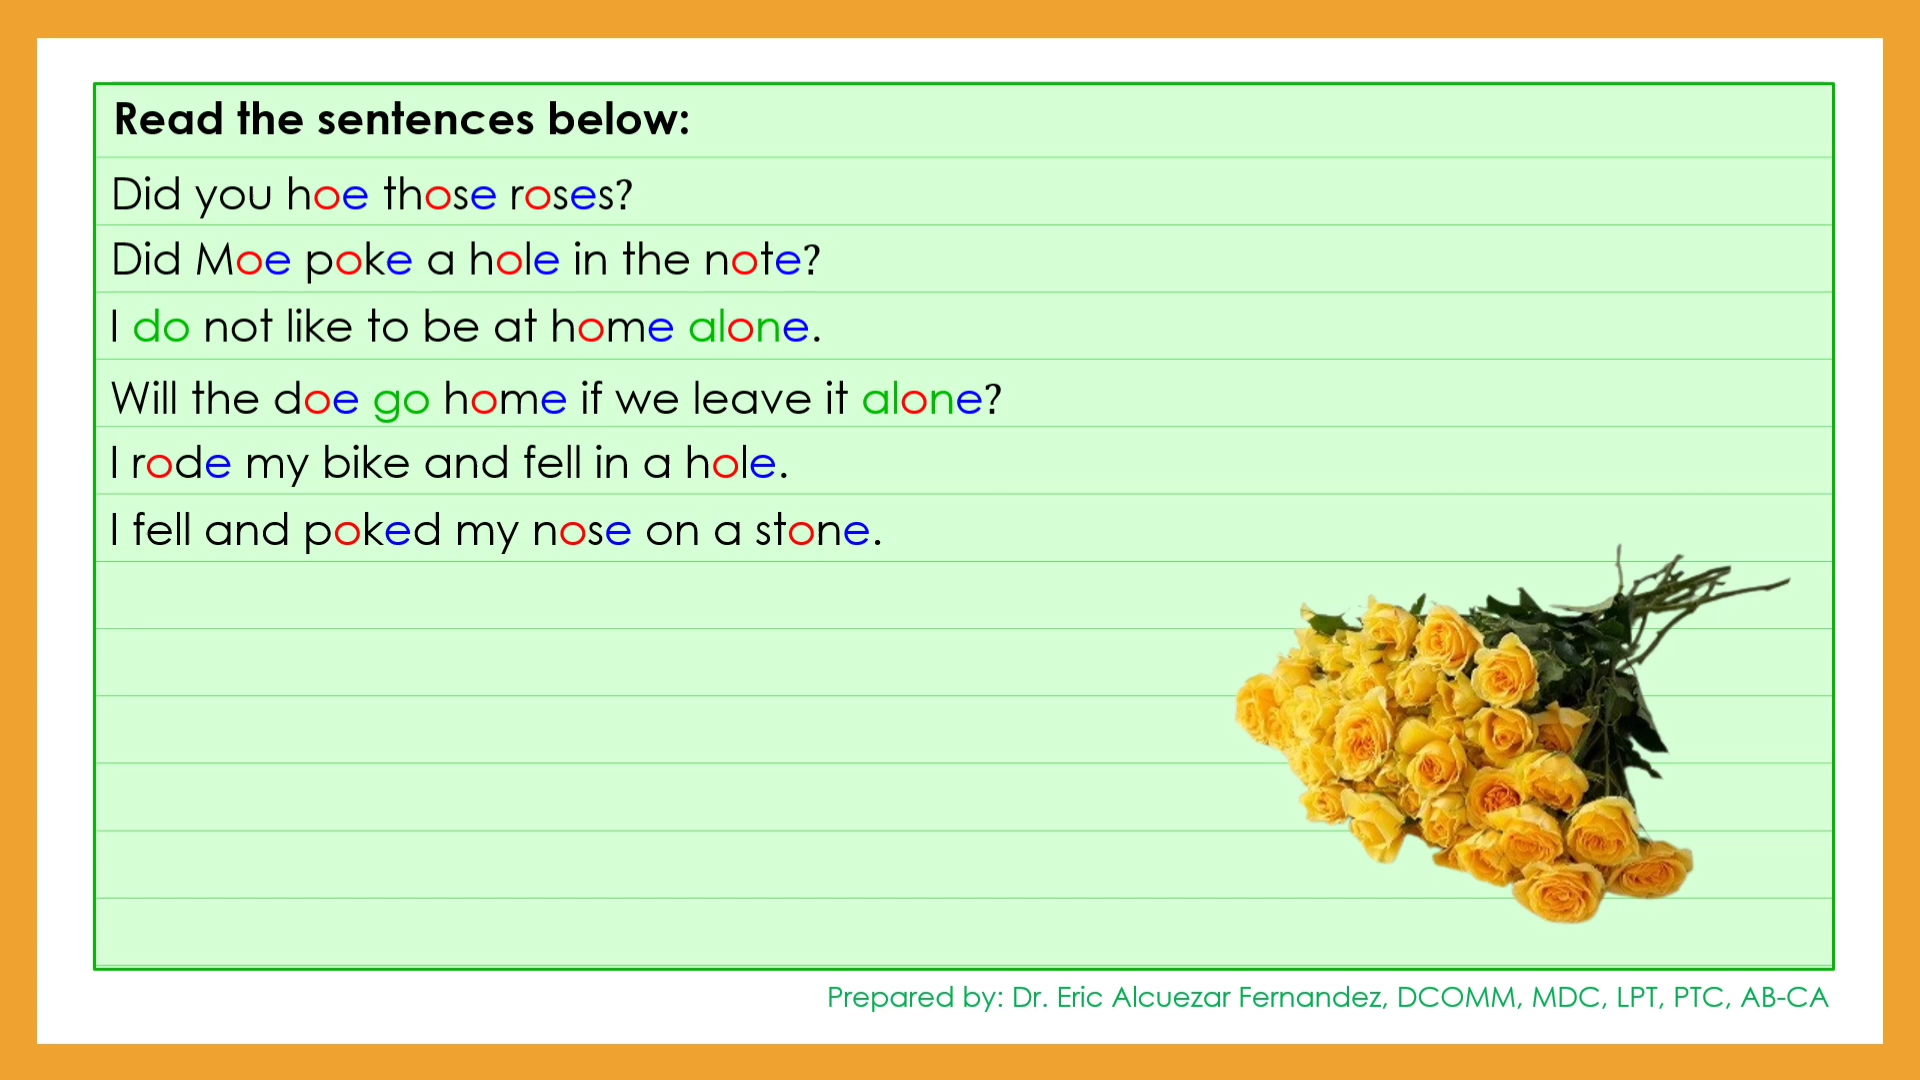 Read the sentences below:
Did you hoe those roses?
Did Moe poke a hole in the note?
I do not like to be at home alone.
Will the doe go home if we leave it alone?
I rode my bike and fell in a hole.
I fell and poked my nose on a stone.
Prepared by: Dr. Eric Alcuezar Fernandez, DCOMM, MDC, LPT, PTC, AB-CA